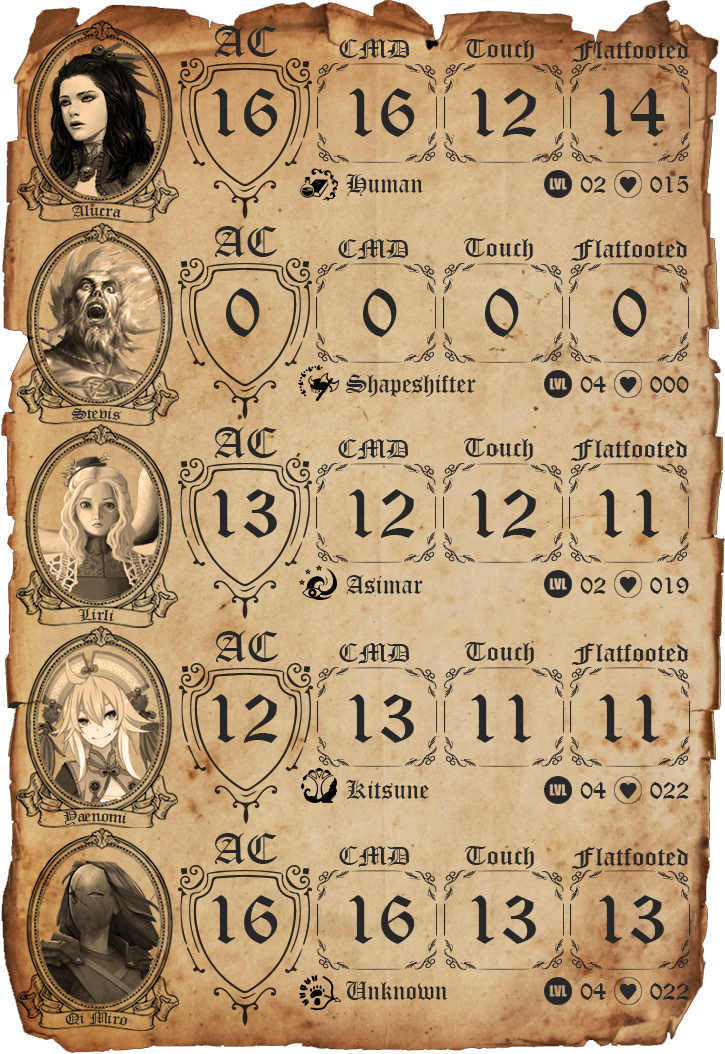 AC CMD Touch Flatfooted
16 16 12 14
Human LVL 02 015
Alucra
AC CMD Touch Flatfooted
0 0 0 0
Shapeshifter LVL 04 000
Stevis
AC CMD Touch Flatfooted
13 12 12 11
Asimar LVL 02 019
Lirli
AC CMD Touch Flatfooted
12 13 11 11
Kitsune LVL 04 022
Yaenomi
AC CMD Touch Flatfooted
16 16 13 13
Unknown LVL 04 022
Qi Miro